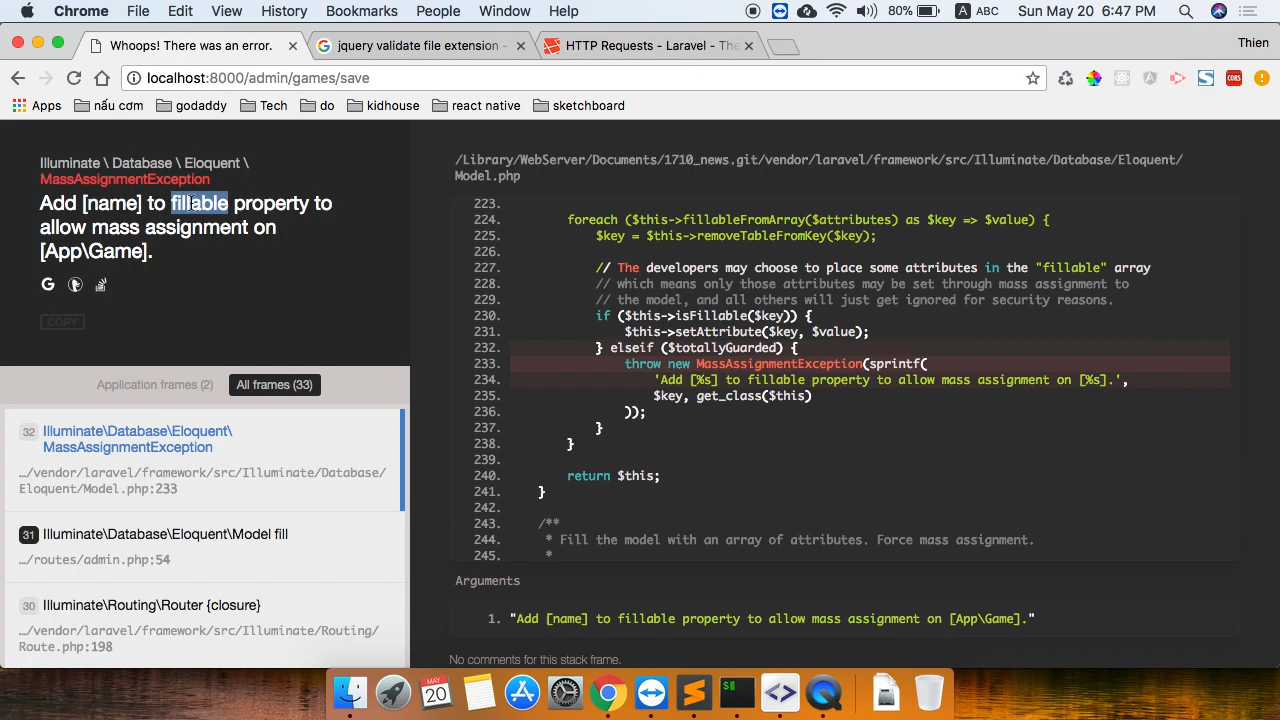 Chrome File Edit View History Bookmarks People Window Help 80% A ABC Sun May 20 6:47 PM
Whoops! There was an error. × jquery validate file extension - × HTTP Requests - Laravel - The × Thien
localhost:8000/admin/games/save CORS
Apps nấu cơm godaddy Tech do kidhouse react native sketchboard
Illuminate \ Database \ Eloquent \
MassAssignmentException
Add [name] to fillable property to
allow mass assignment on
[App\Game].
COPY
Application frames (2) All frames (33)
32 Illuminate\Database\Eloquent\
MassAssignmentException
…/vendor/laravel/framework/src/Illuminate/Database/
Eloquent/Model.php:233
31 Illuminate\Database\Eloquent\Model fill
…/routes/admin.php:54
30 Illuminate\Routing\Router {closure}
…/vendor/laravel/framework/src/Illuminate/Routing/
Route.php:198
/Library/WebServer/Documents/1710_news.git/vendor/laravel/framework/src/Illuminate/Database/Eloquent/
Model.php
223.
224. foreach ($this->fillableFromArray($attributes) as $key => $value) {
225. $key = $this->removeTableFromKey($key);
226.
227. // The developers may choose to place some attributes in the "fillable" array
228. // which means only those attributes may be set through mass assignment to
229. // the model, and all others will just get ignored for security reasons.
230. if ($this->isFillable($key)) {
231. $this->setAttribute($key, $value);
232. } elseif ($totallyGuarded) {
233. throw new MassAssignmentException(sprintf(
234. 'Add [%s] to fillable property to allow mass assignment on [%s].',
235. $key, get_class($this)
236. ));
237. }
238. }
239.
240. return $this;
241. }
242.
243. /**
244. * Fill the model with an array of attributes. Force mass assignment.
245. *
Arguments
1. "Add [name] to fillable property to allow mass assignment on [App\Game]."
No comments for this stack frame.
MAY
20